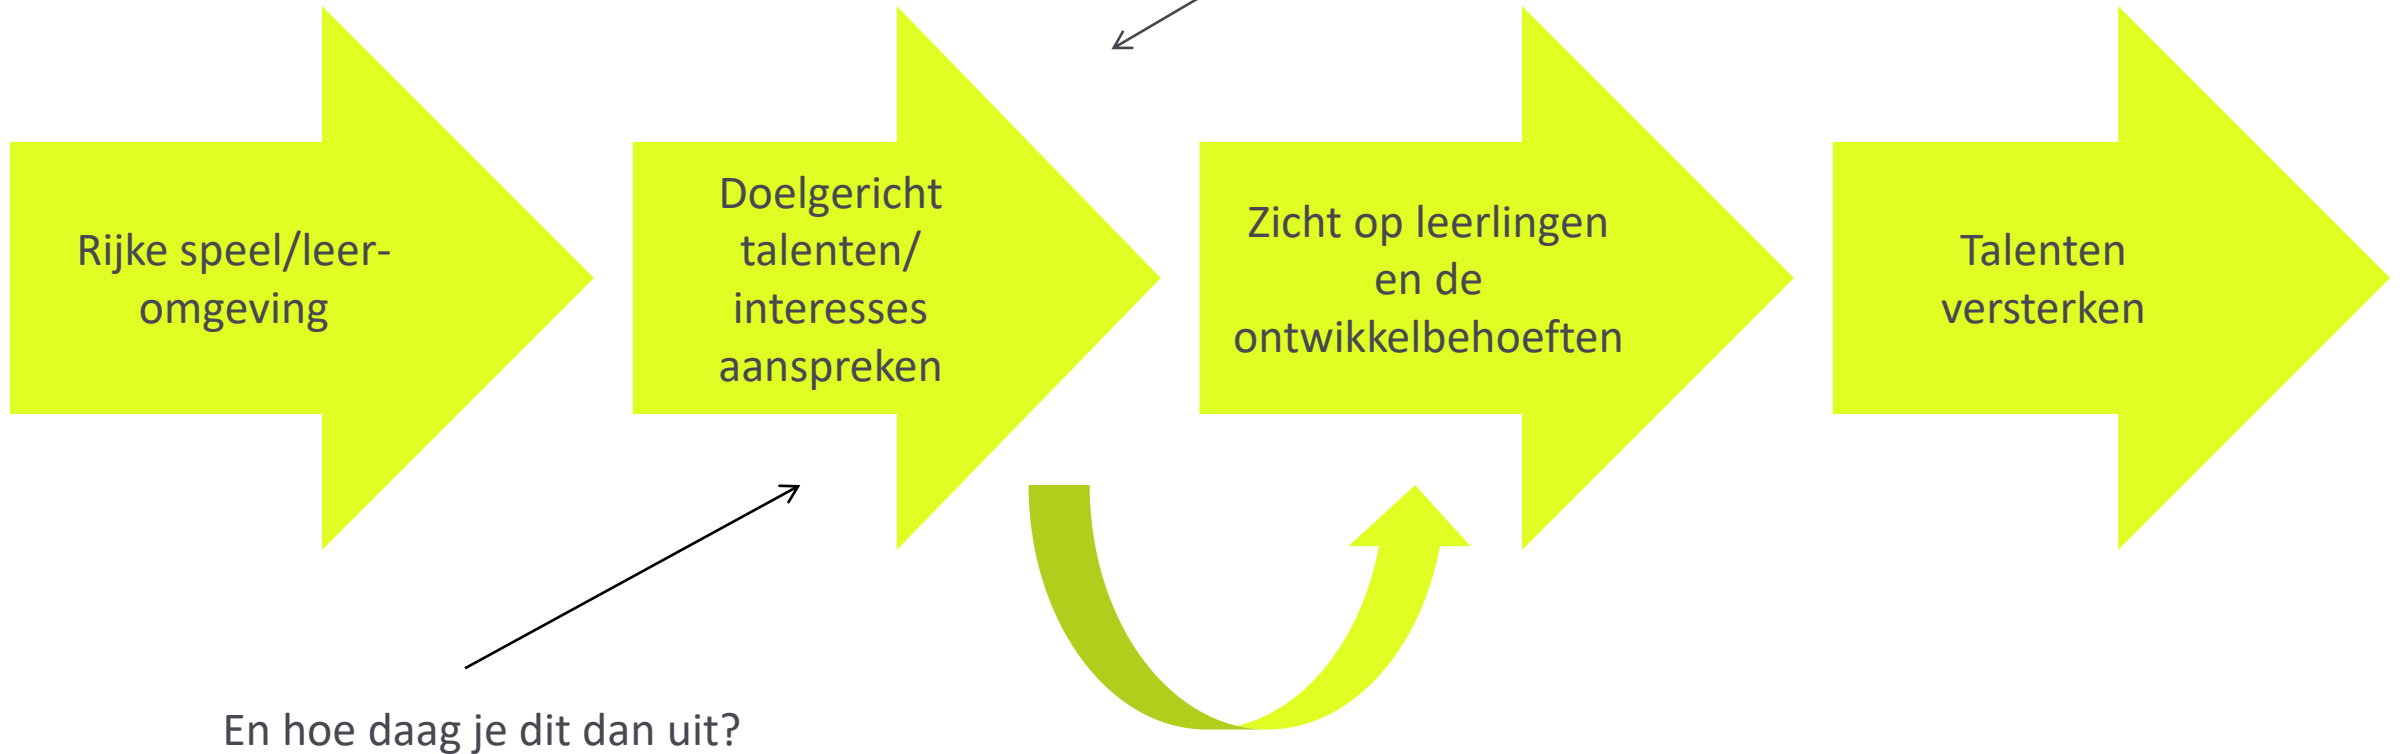 Rijke speel/leer-
omgeving
Doelgericht
talenten/
interesses
aanspreken
Zicht op leerlingen
en de
ontwikkelbehoeften
Talenten
versterken
En hoe daag je dit dan uit?